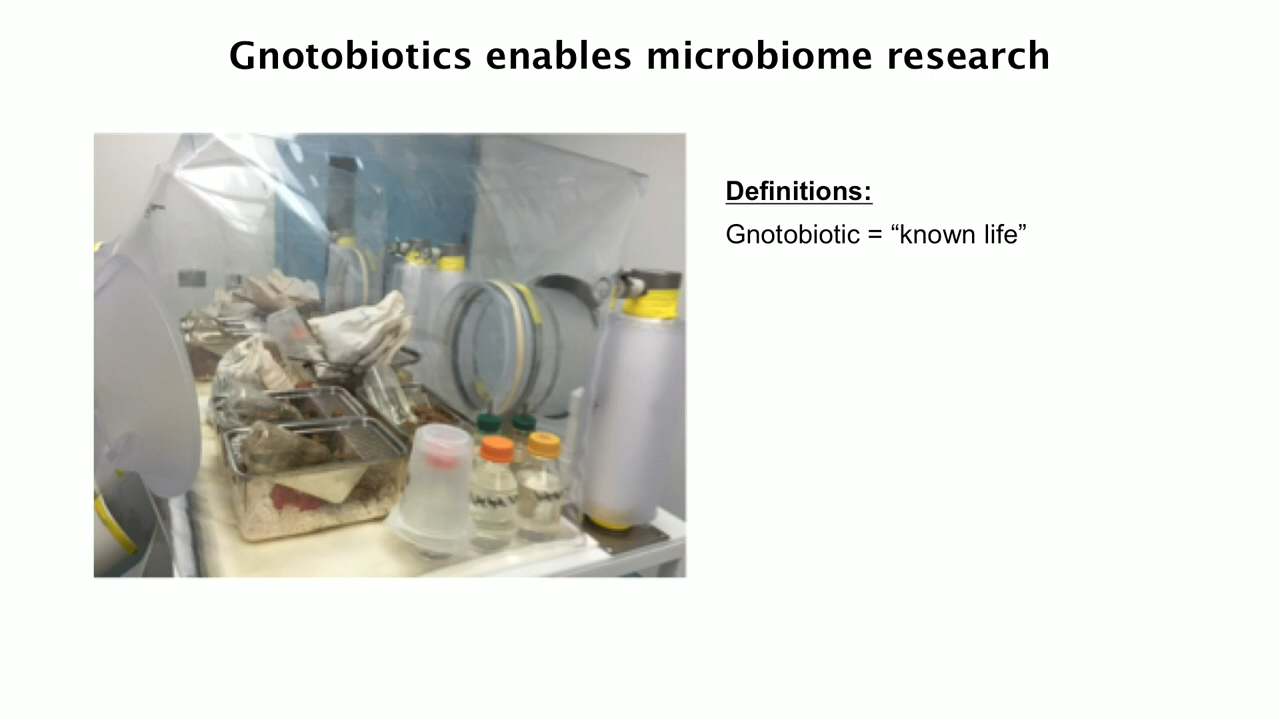 Gnotobiotics enables microbiome research
Definitions:
Gnotobiotic = “known life”